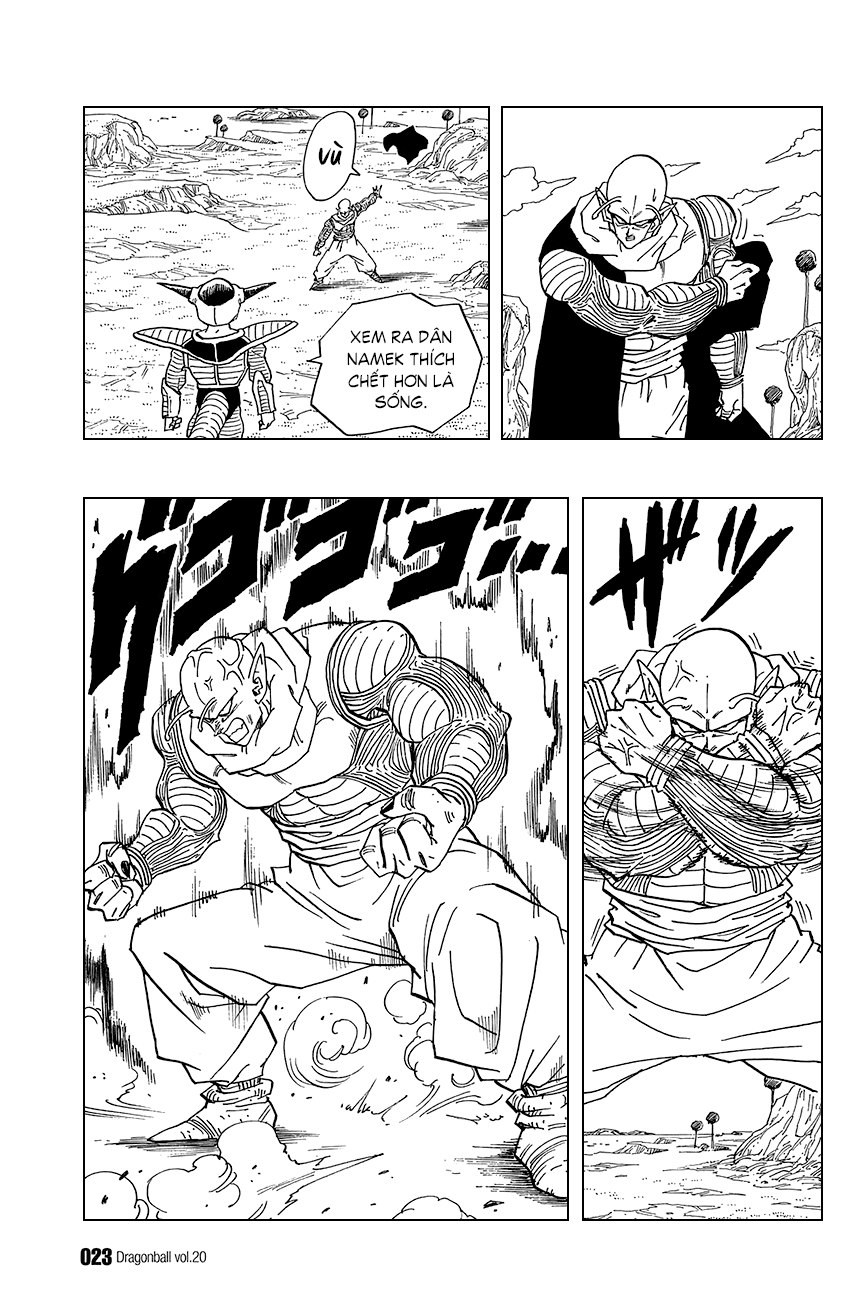 VÙ
XEM RA DÂN
NAMEK THÍCH
CHẾT HƠN LÀ
SỐNG.
ザッ
ゴゴゴゴ...
023 Dragonball vol.20